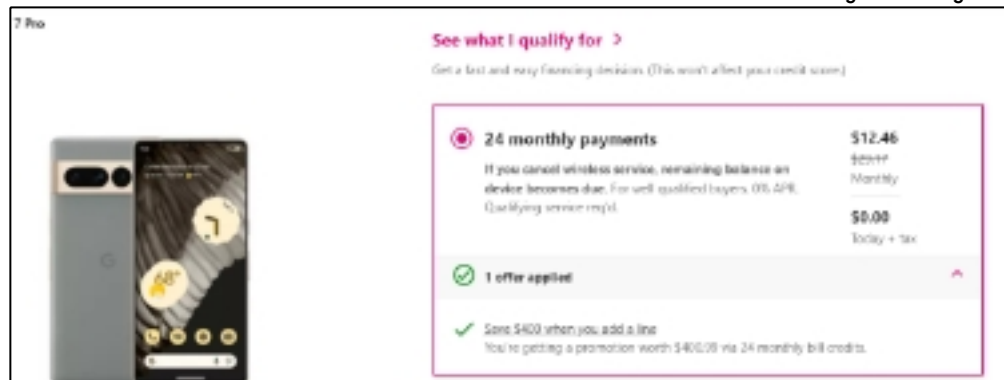 7 Pro
See what I qualify for >
Get a fast and easy financing decision. (This won't affect your credit score.)
24 monthly payments
$12.46
Monthly
If you cancel wireless service, remaining balance on
device becomes due. For well qualified buyers. 0% APR.
Qualifying service req'd.
$0.00
Today + tax
1 offer applied
Save $400 when you add a line
You're getting a promotion worth $400.99 via 24 monthly bill credits.
68°